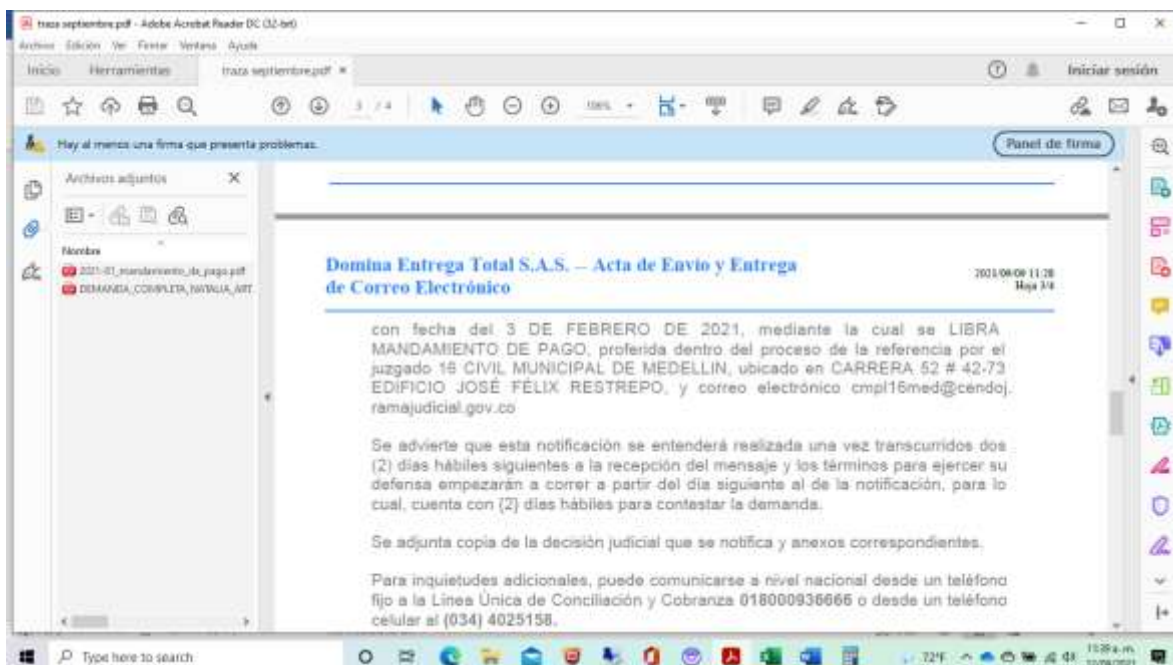 traza septiembre.pdf - Adobe Acrobat Reader DC (32-bit)
Archivo Edición Ver Firmar Ventana Ayuda
Inicio Herramientas traza septiembre.pdf × Iniciar sesión
3 / 4
Hay al menos una firma que presenta problemas. Panel de firma
Archivos adjuntos ×
Nombre
2021-01_mandamiento_de_pago.pdf
DEMANDA_COMPLETA_NATALIA_ART
Domina Entrega Total S.A.S. – Acta de Envío y Entrega
de Correo Electrónico
11:28
Hoja 3/4
con fecha del 3 DE FEBRERO DE 2021, mediante la cual se LIBRA
MANDAMIENTO DE PAGO, proferida dentro del proceso de la referencia por el
juzgado 16 CIVIL MUNICIPAL DE MEDELLIN, ubicado en CARRERA 52 # 42-73
EDIFICIO JOSÉ FÉLIX RESTREPO, y correo electrónico cmpl16med@cendoj.
ramajudicial.gov.co
Se advierte que esta notificación se entenderá realizada una vez transcurridos dos
(2) días hábiles siguientes a la recepción del mensaje y los términos para ejercer su
defensa empezarán a correr a partir del día siguiente al de la notificación, para lo
cual, cuenta con (2) días hábiles para contestar la demanda.
Se adjunta copia de la decisión judicial que se notifica y anexos correspondientes.
Para inquietudes adicionales, puede comunicarse a nivel nacional desde un teléfono
fijo a la Línea Única de Conciliación y Cobranza 018000936666 o desde un teléfono
celular al (034) 4025158.
Type here to search 72°F